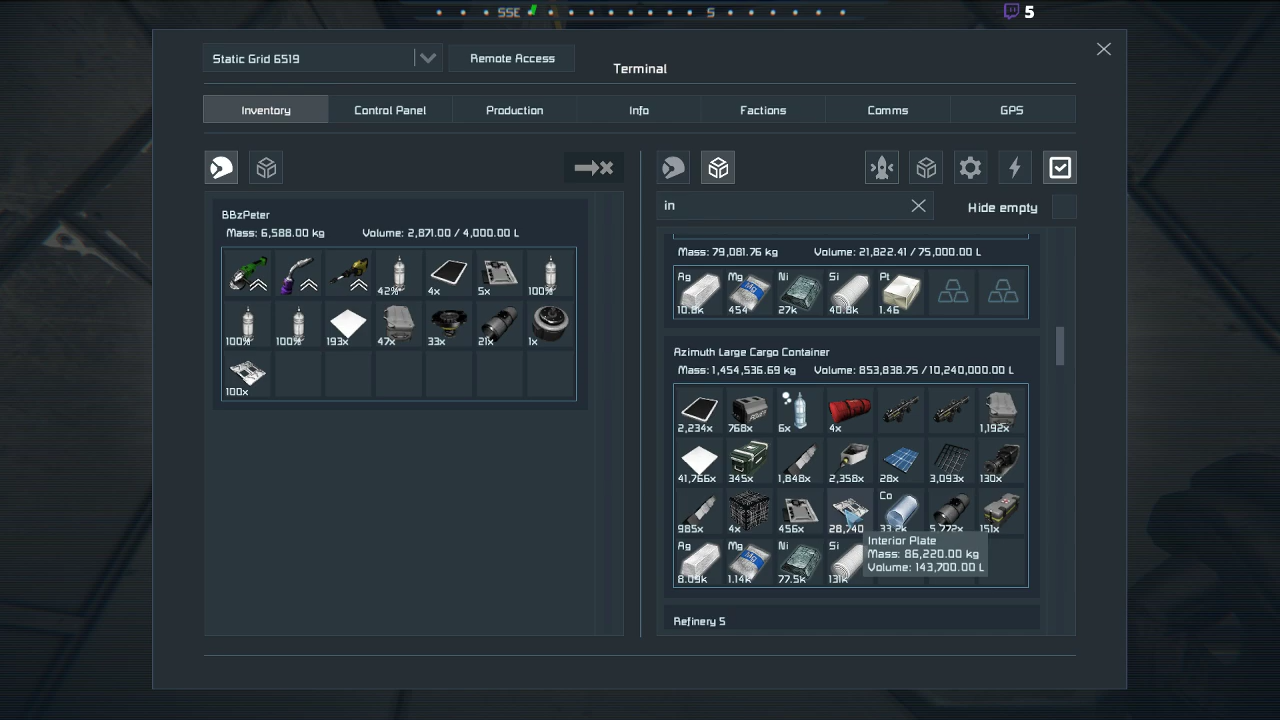 SSE S 5
Static Grid 6519 Remote Access
Terminal
Inventory Control Panel Production Info Factions Comms GPS
in
Hide empty
BBzPeter
Mass: 6,588.00 kg Volume: 2,871.00 / 4,000.00 L
42% 4x 5x 100%
100% 100% 193x 47x 33x 21x 1x
100x
Mass: 79,081.76 kg Volume: 21,822.41 / 75,000.00 L
Ag Mg Ni Si Pt
10.8k 454 27k 40.8k 1.46
Azimuth Large Cargo Container
Mass: 1,454,536.69 kg Volume: 853,838.75 / 10,240,000.00 L
2,234x 768x 6x 4x 1,192x
41,766x 345x 1,848x 2,358x 28x 3,093x 130x
Co
985x 4x 456x 28,740 33.2k 5,772x 151x
Interior Plate
Mass: 86,220.00 kg
Volume: 143,700.00 L
Ag Mg Ni Si
8.09k 1.14k 77.5k 131k
Refinery 5